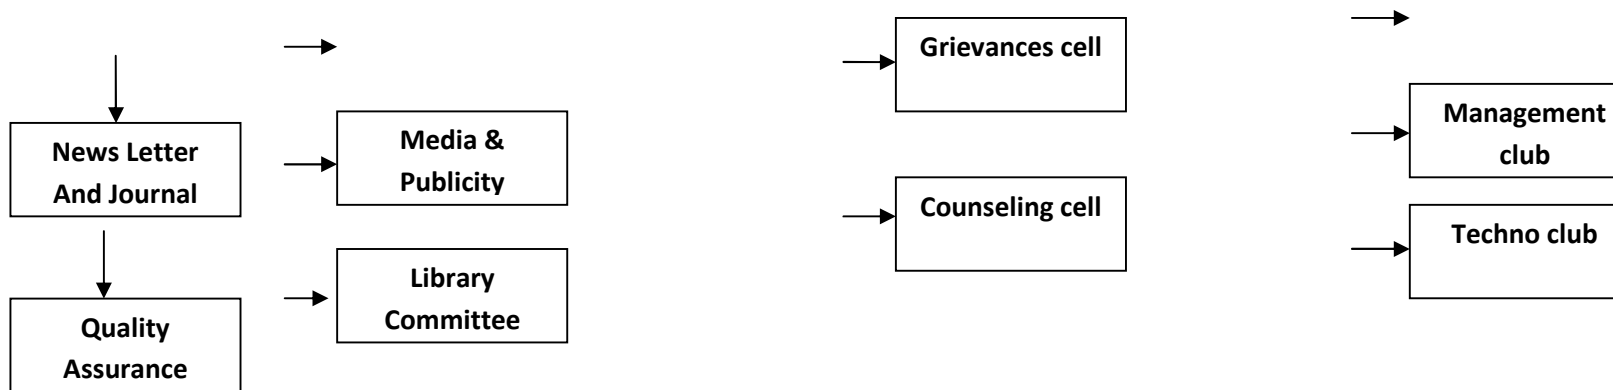 Grievances cell
News Letter
And Journal
Media &
Publicity
Management
club
Counseling cell
Techno club
Library
Committee
Quality
Assurance